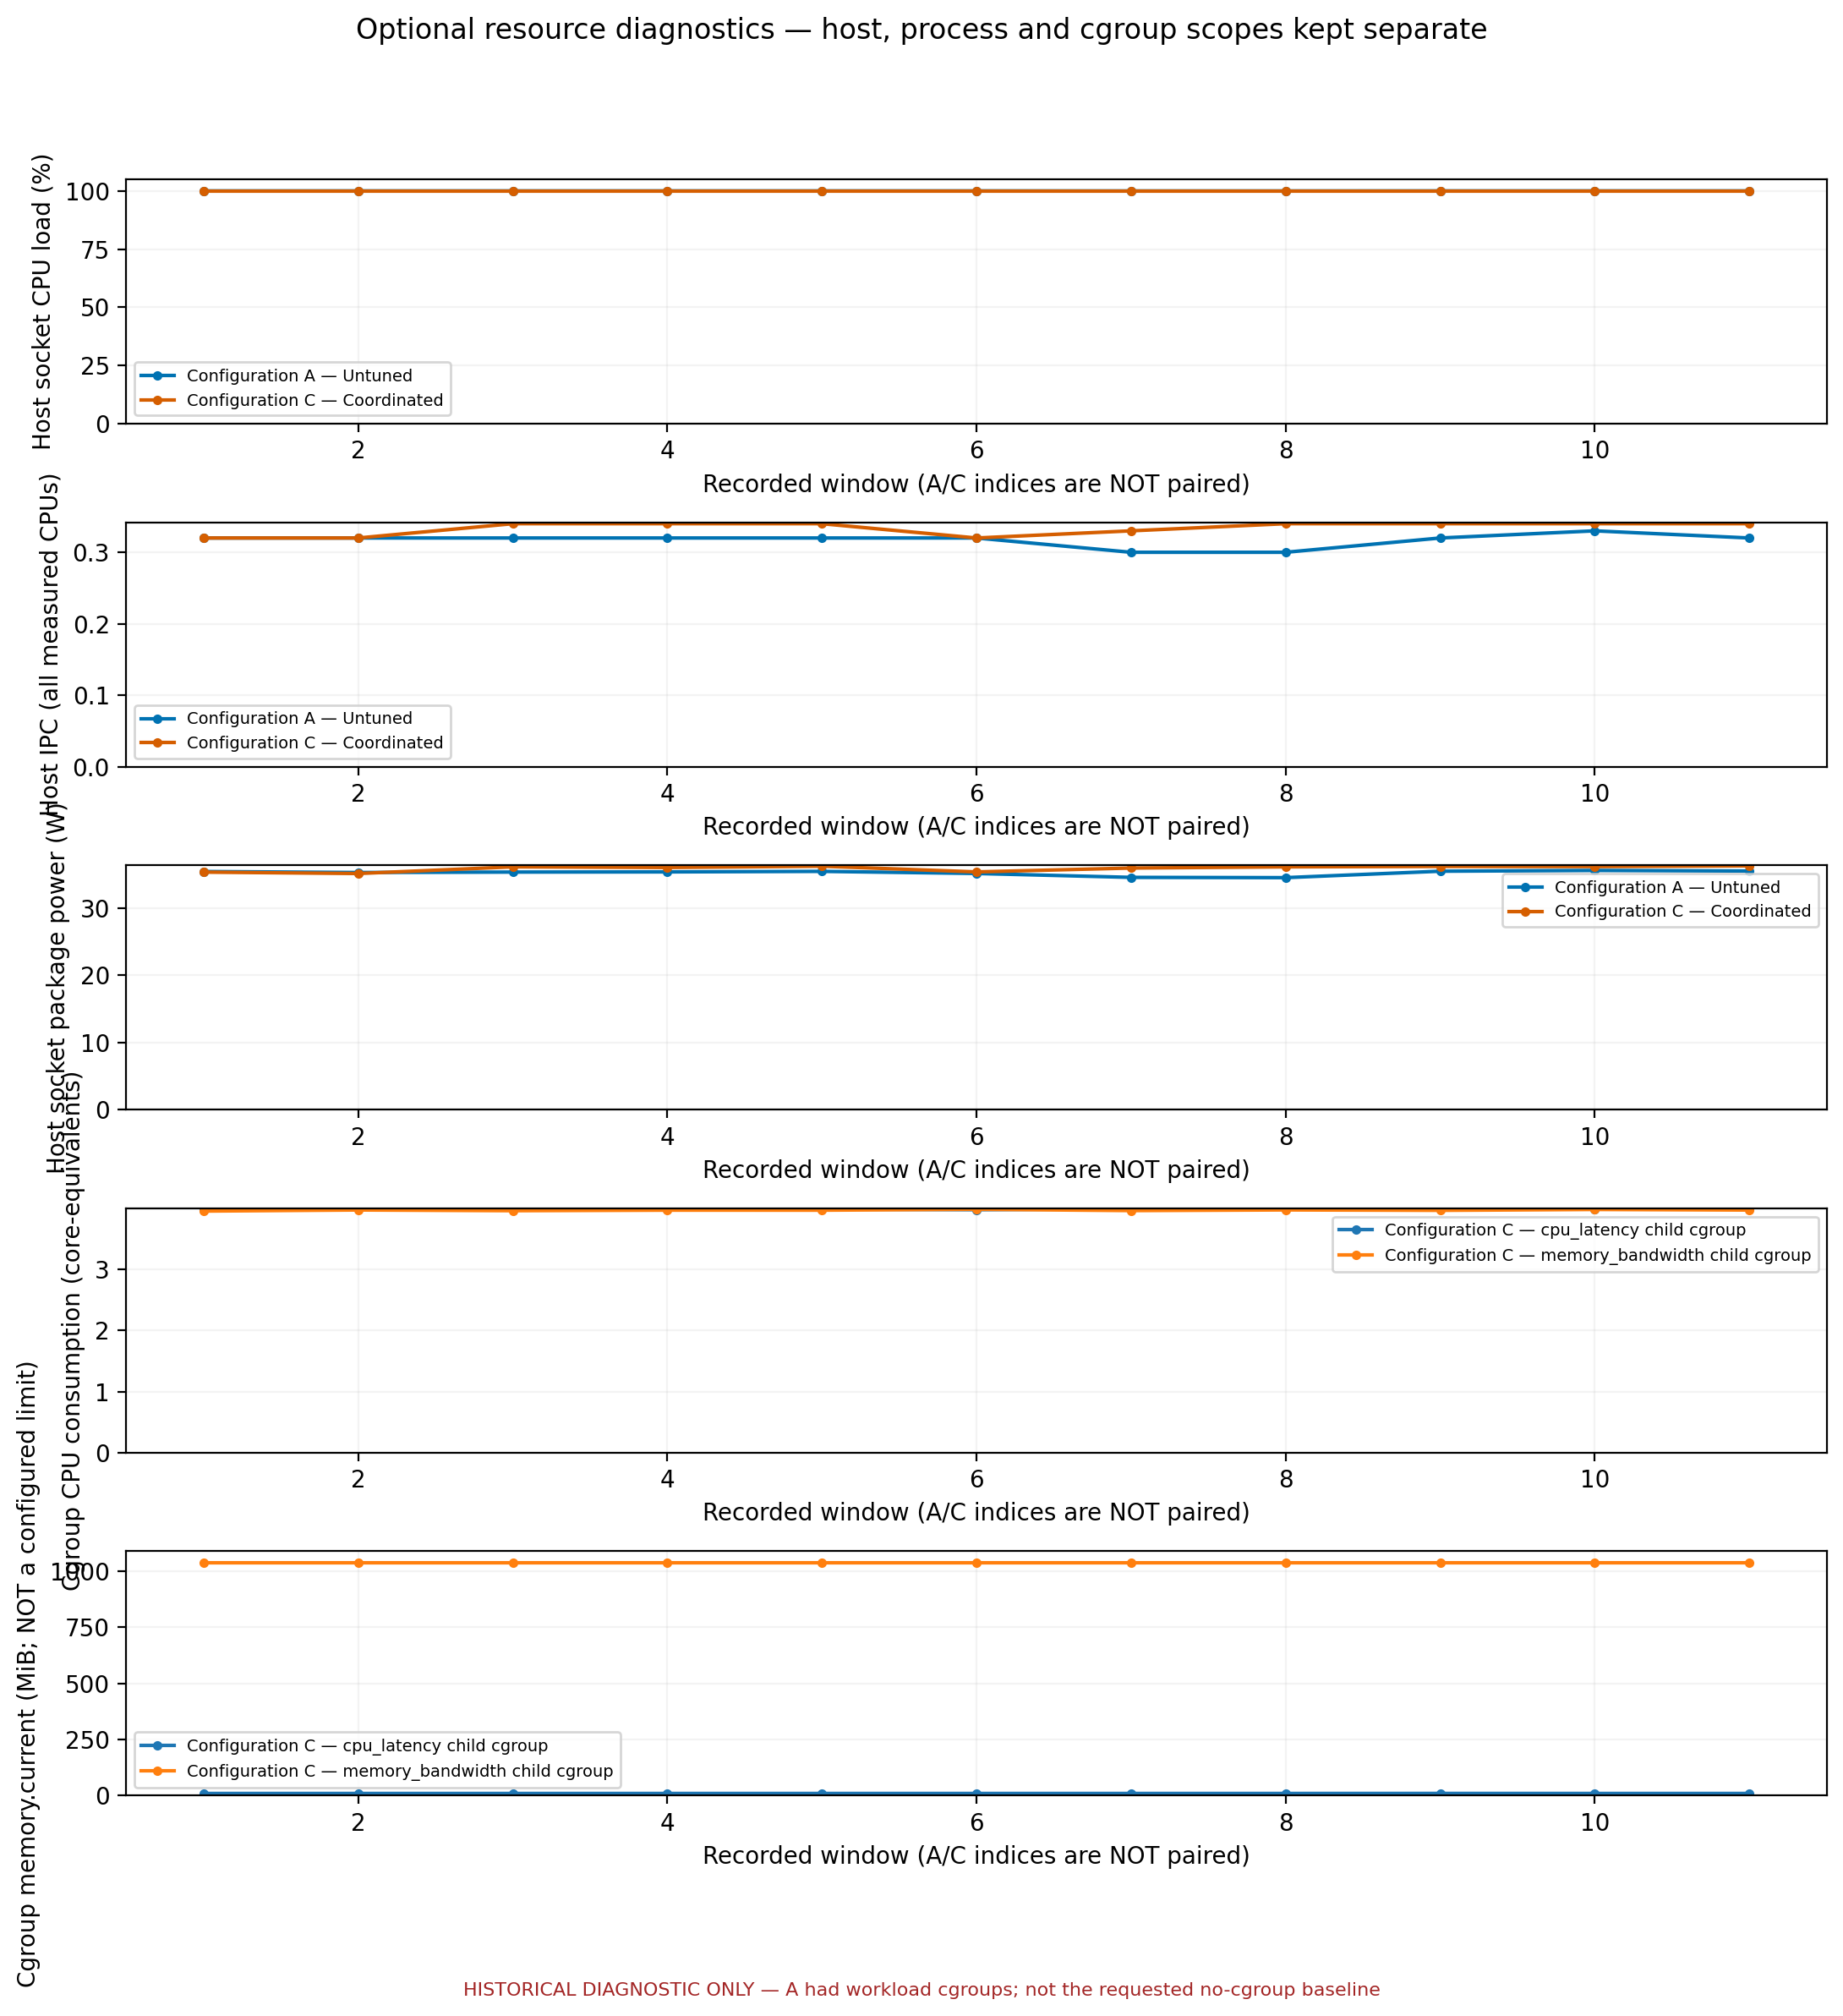 Optional resource diagnostics — host, process and cgroup scopes kept separate
Host socket CPU load (%)
100
75
50
25
0
Configuration A — Untuned
Configuration C — Coordinated
2 4 6 8 10
Recorded window (A/C indices are NOT paired)
Host IPC (all measured CPUs)
0.3
0.2
0.1
0.0
Configuration A — Untuned
Configuration C — Coordinated
2 4 6 8 10
Recorded window (A/C indices are NOT paired)
Host socket package power (W)
30
20
10
0
Configuration A — Untuned
Configuration C — Coordinated
2 4 6 8 10
Recorded window (A/C indices are NOT paired)
Cgroup CPU consumption (core-equivalents)
3
2
1
0
Configuration C — cpu_latency child cgroup
Configuration C — memory_bandwidth child cgroup
2 4 6 8 10
Recorded window (A/C indices are NOT paired)
Cgroup memory.current (MiB; NOT a configured limit)
1000
750
500
250
0
Configuration C — cpu_latency child cgroup
Configuration C — memory_bandwidth child cgroup
2 4 6 8 10
Recorded window (A/C indices are NOT paired)
HISTORICAL DIAGNOSTIC ONLY — A had workload cgroups; not the requested no-cgroup baseline